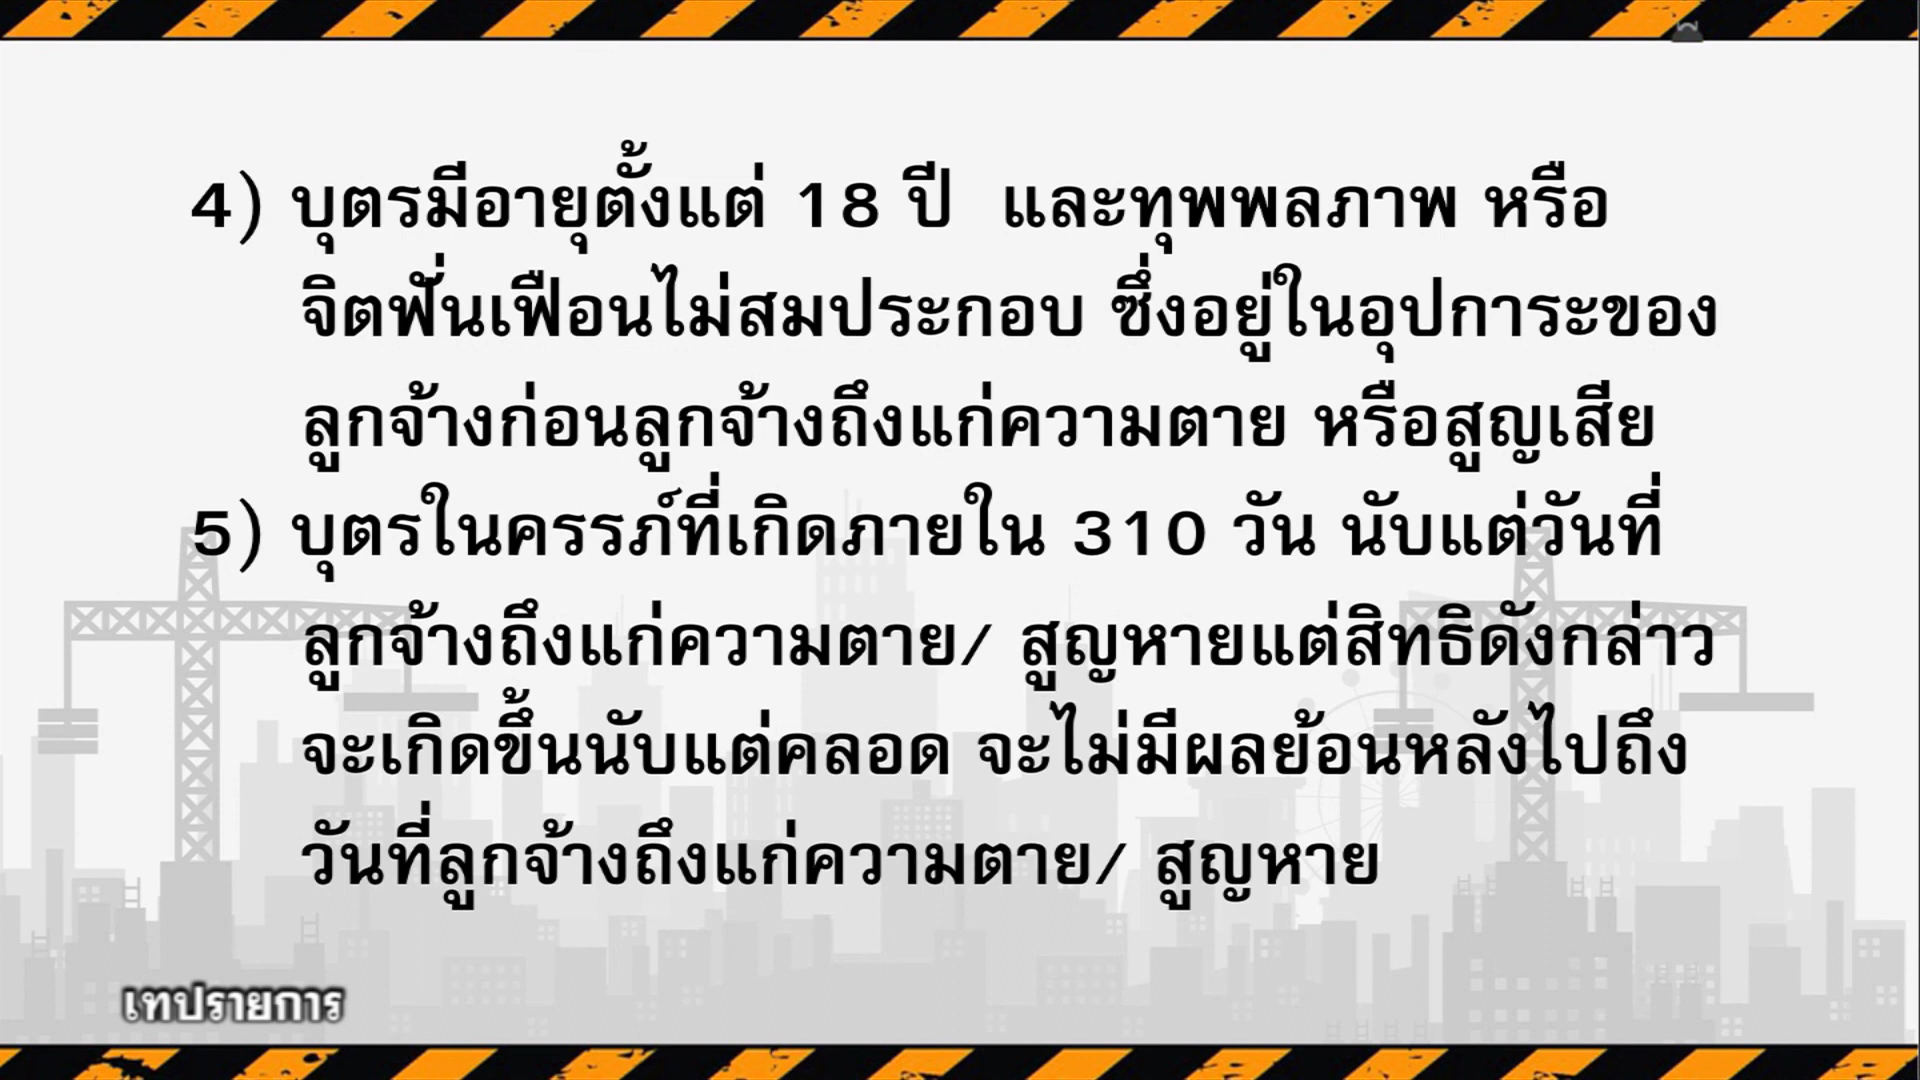 4) บุตรมีอายุตั้งแต่ 18 ปี และทุพพลภาพ หรือ
จิตฟั่นเฟือนไม่สมประกอบ ซึ่งอยู่ในอุปการะของ
ลูกจ้างก่อนลูกจ้างถึงแก่ความตาย หรือสูญเสีย
5) บุตรในครรภ์ที่เกิดภายใน 310 วัน นับแต่วันที่
ลูกจ้างถึงแก่ความตาย/ สูญหายแต่สิทธิดังกล่าว
จะเกิดขึ้นนับแต่คลอด จะไม่มีผลย้อนหลังไปถึง
วันที่ลูกจ้างถึงแก่ความตาย/ สูญหาย
เทปรายการ